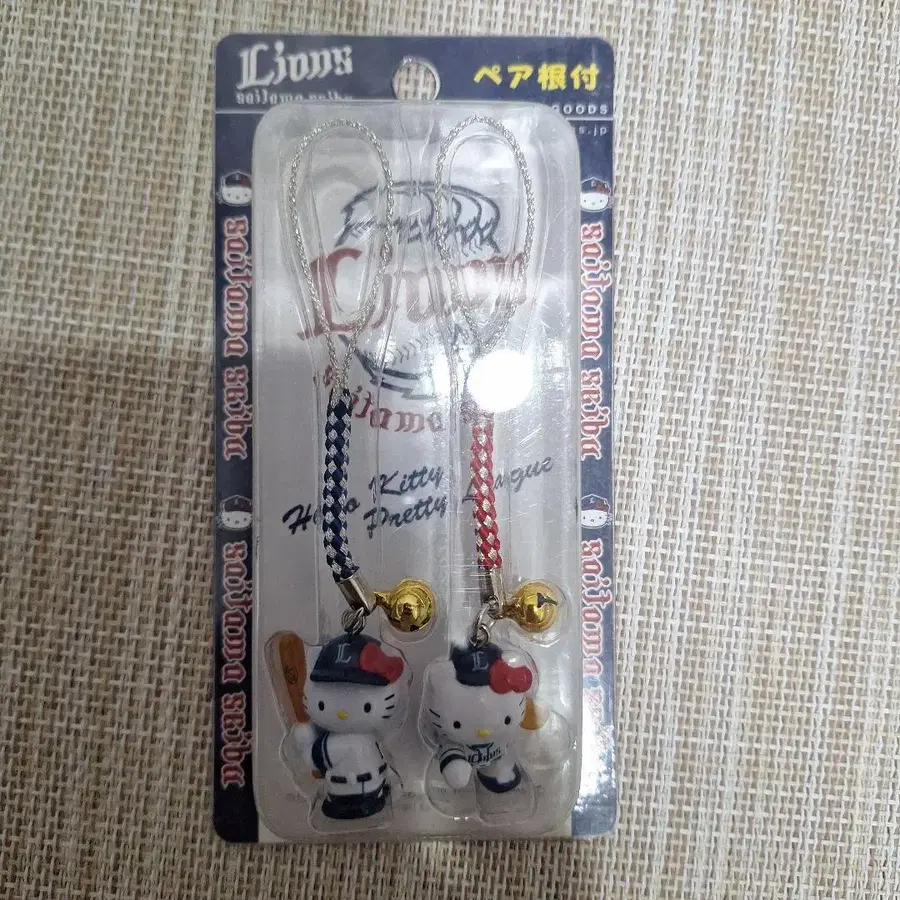 Lions
saitama seibu
ペア根付
GOODS
s.jp
Lions
saitama
Hello Kitty
Pretty League
saitama seibu
saitama seibu
saitama seibu
saitama seibu
L
L